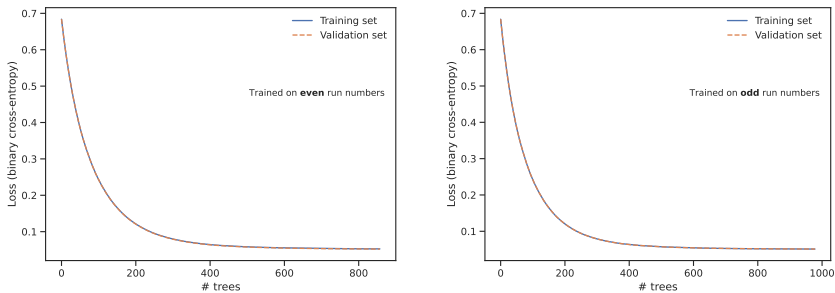 0.7
0.6
0.5
0.4
0.3
0.2
0.1
Loss (binary cross-entropy)
Training set
Validation set
Trained on even run numbers
0 200 400 600 800
# trees
0.7
0.6
0.5
0.4
0.3
0.2
0.1
Loss (binary cross-entropy)
Training set
Validation set
Trained on odd run numbers
0 200 400 600 800 1000
# trees